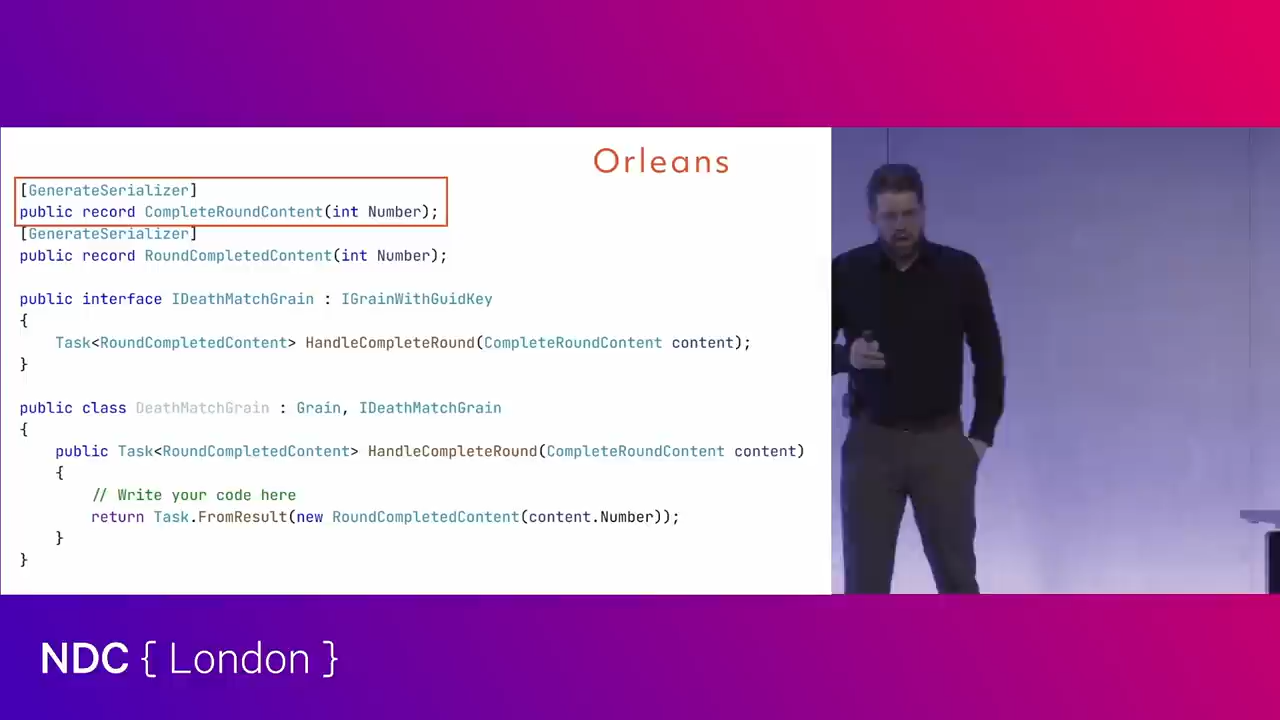 Orleans
[GenerateSerializer]
public record CompleteRoundContent(int Number);
[GenerateSerializer]
public record RoundCompletedContent(int Number);
public interface IDeathMatchGrain : IGrainWithGuidKey
{
Task<RoundCompletedContent> HandleCompleteRound(CompleteRoundContent content);
}
public class DeathMatchGrain : Grain, IDeathMatchGrain
{
public Task<RoundCompletedContent> HandleCompleteRound(CompleteRoundContent content)
{
// Write your code here
return Task.FromResult(new RoundCompletedContent(content.Number));
}
}
NDC { London }